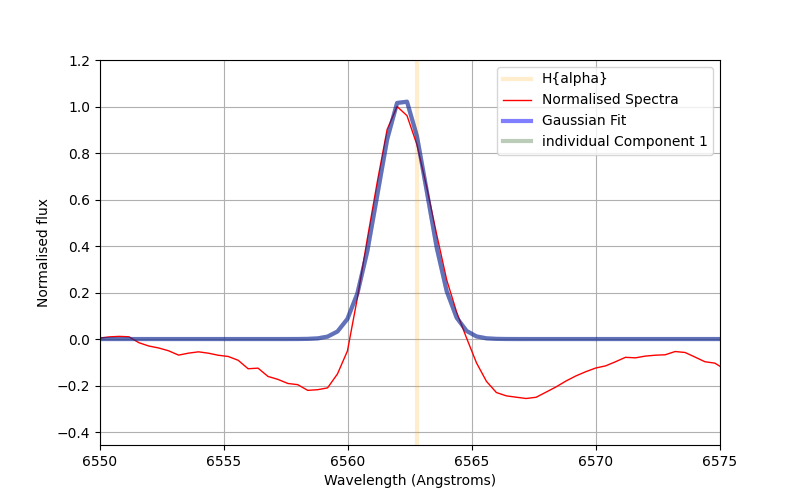 H{alpha}
Normalised Spectra
Gaussian Fit
individual Component 1
1.2
1.0
0.8
0.6
0.4
0.2
0.0
−0.2
−0.4
Normalised flux
6550 6555 6560 6565 6570 6575
Wavelength (Angstroms)